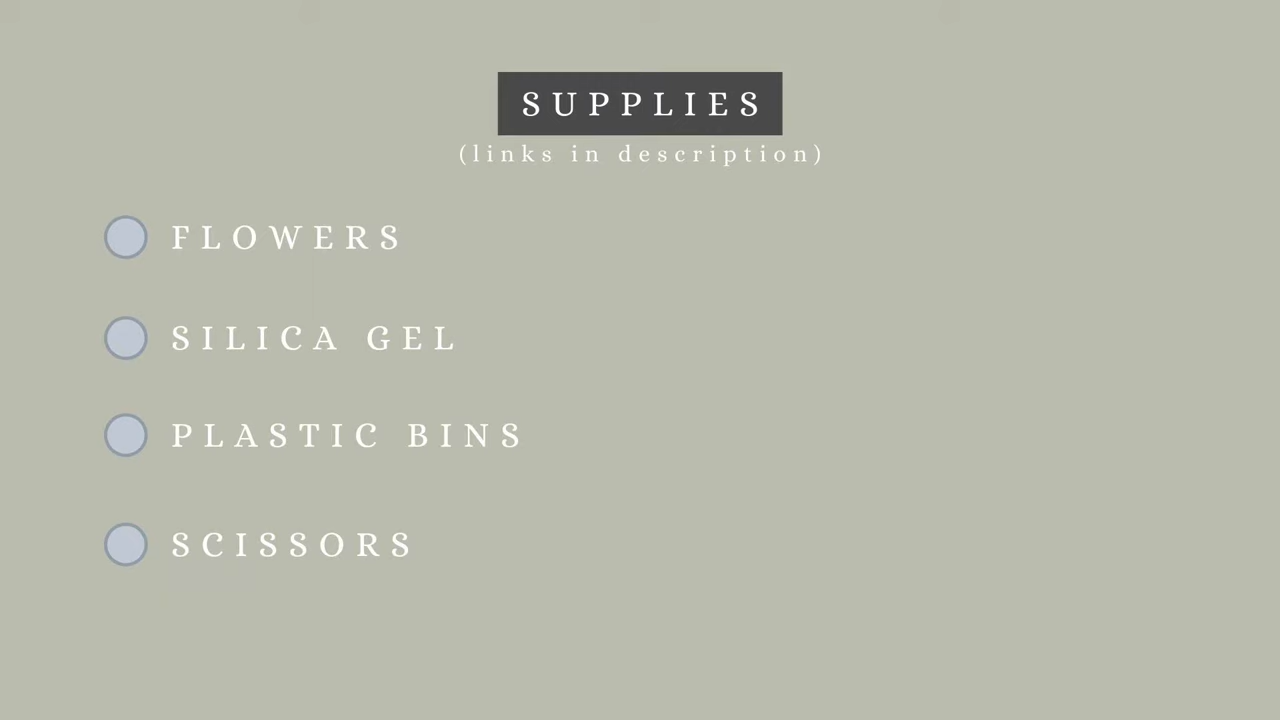 SUPPLIES
(links in description)
FLOWERS
SILICA GEL
PLASTIC BINS
SCISSORS